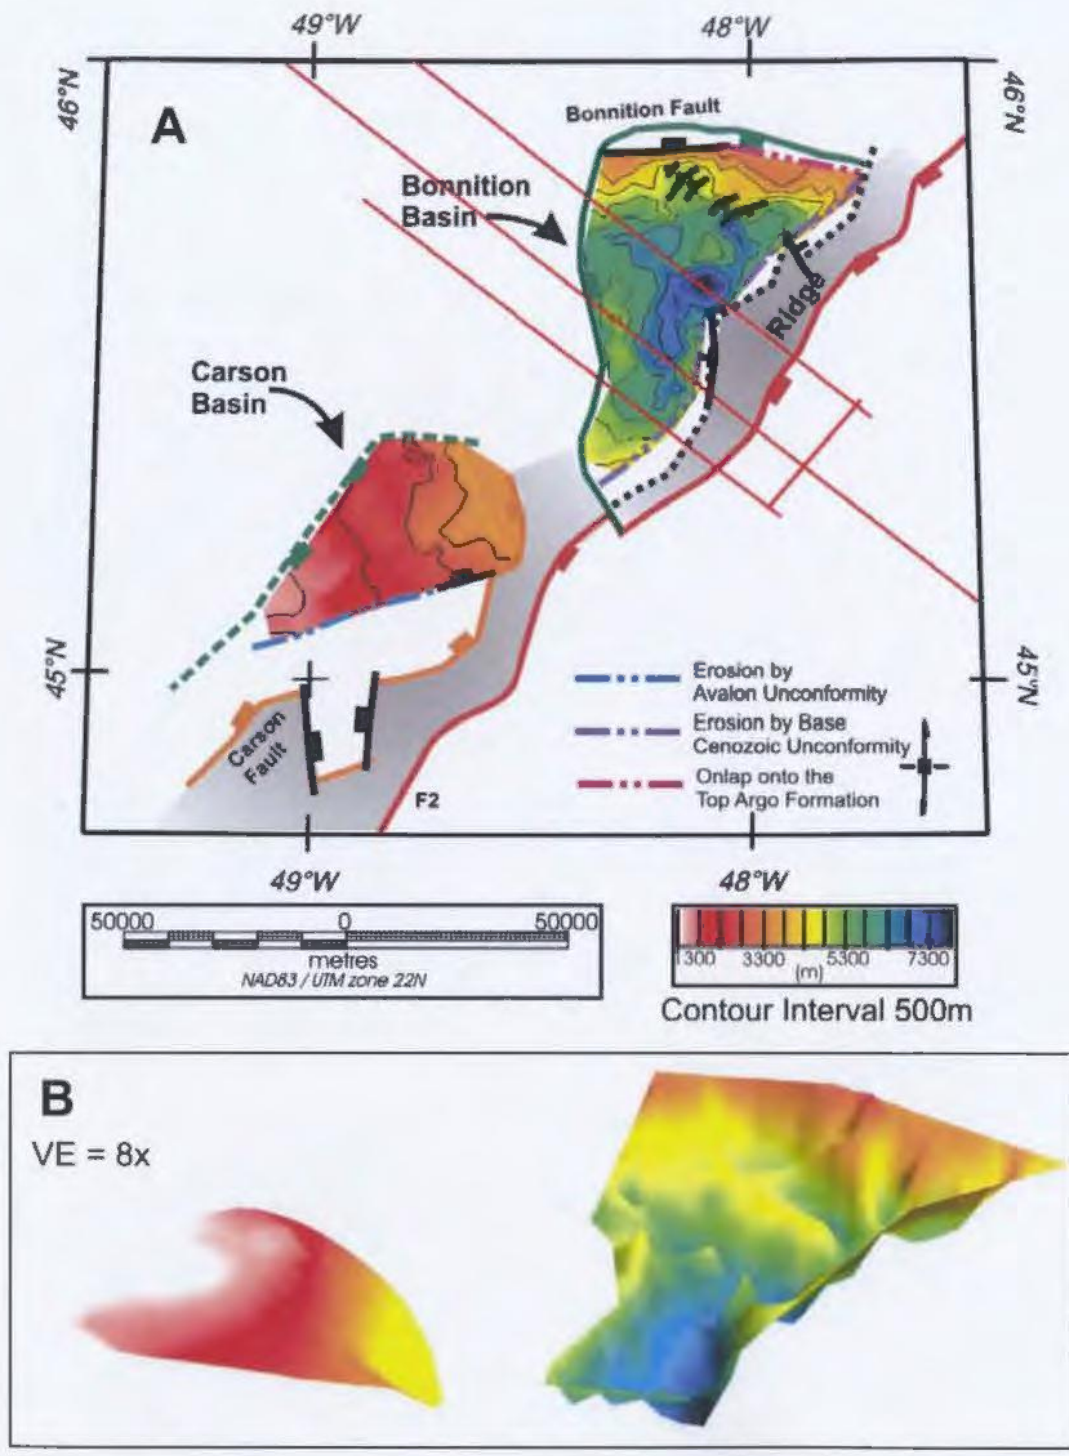 49°W
48°W
46°N
46°N
A
Bonnition Fault
Bonnition
Basin
Ridge
Carson
Basin
45°N
45°N
Erosion by
Avalon Unconformity
Erosion by Base
Cenozoic Unconformity
Onlap onto the
Top Argo Formation
Carson
Fault
F2
49°W
48°W
50000
0
50000
metres
NAD83 / UTM zone 22N
1300
3300
5300
7300
(m)
Contour Interval 500m
B
VE = 8x